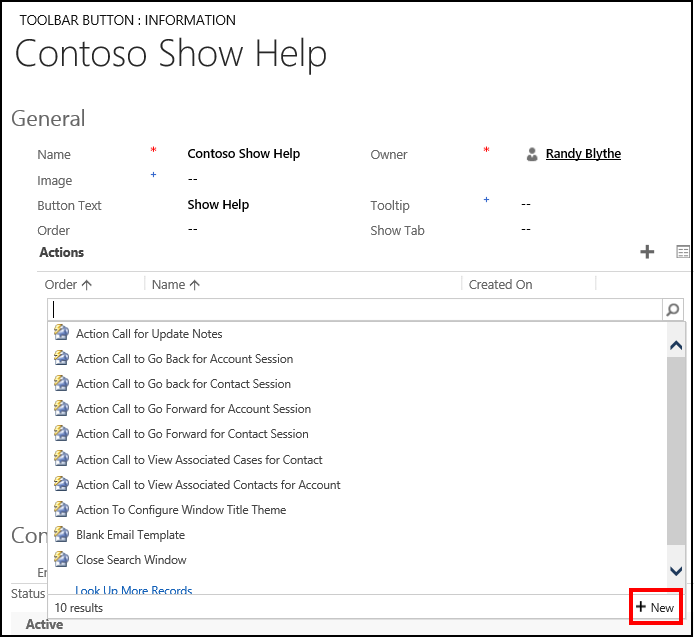 TOOLBAR BUTTON : INFORMATION
Contoso Show Help
General
Name * Contoso Show Help Owner * Randy Blythe
Image + --
Button Text Show Help Tooltip + --
Order -- Show Tab --
Actions
Order Name Created On
Action Call for Update Notes
Action Call to Go Back for Account Session
Action Call to Go back for Contact Session
Action Call to Go Forward for Account Session
Action Call to Go Forward for Contact Session
Action Call to View Associated Cases for Contact
Action Call to View Associated Contacts for Account
Action To Configure Window Title Theme
Blank Email Template
Close Search Window
Look Up More Records
10 results + New
Con
Status
Active